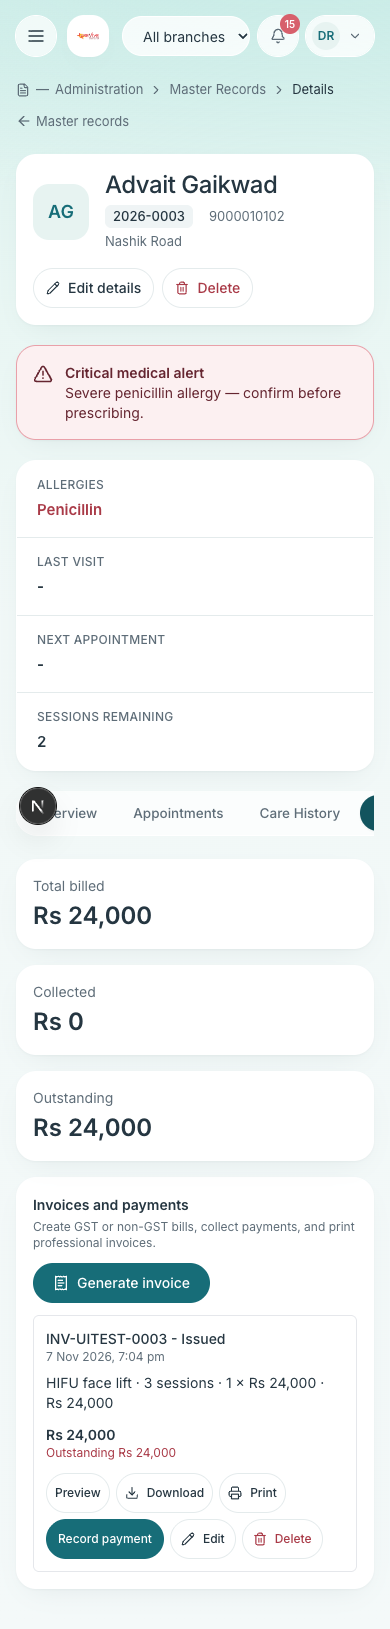 All branches
15
DR
— Administration > Master Records > Details
← Master records
AG
Advait Gaikwad
2026-0003 9000010102
Nashik Road
Edit details Delete
Critical medical alert
Severe penicillin allergy — confirm before
prescribing.
ALLERGIES
Penicillin
LAST VISIT
-
NEXT APPOINTMENT
-
SESSIONS REMAINING
2
N
erview Appointments Care History
Total billed
Rs 24,000
Collected
Rs 0
Outstanding
Rs 24,000
Invoices and payments
Create GST or non-GST bills, collect payments, and print
professional invoices.
Generate invoice
INV-UITEST-0003 - Issued
7 Nov 2026, 7:04 pm
HIFU face lift · 3 sessions · 1 × Rs 24,000 ·
Rs 24,000
Rs 24,000
Outstanding Rs 24,000
Preview Download Print
Record payment Edit Delete